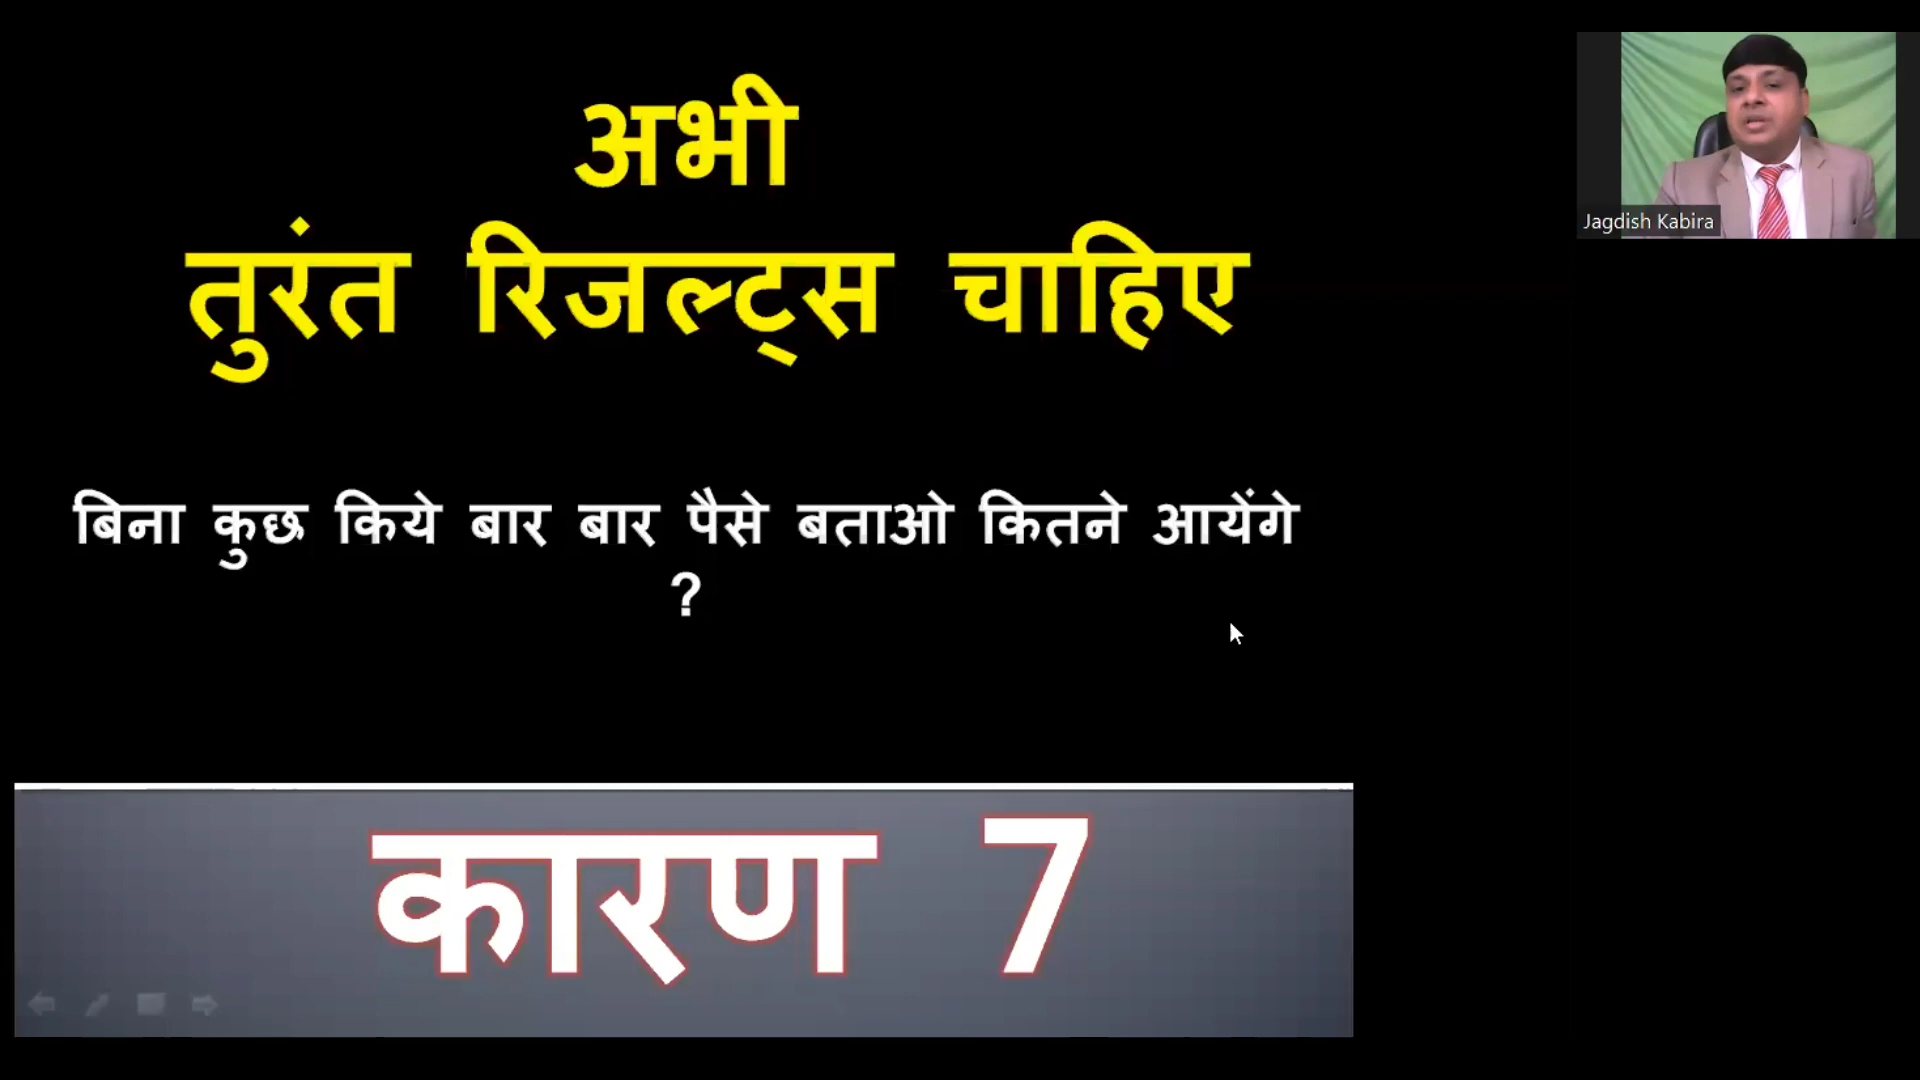 अभी
तुरंत रिजल्ट्स चाहिए
बिना कुछ किये बार बार पैसे बताओ कितने आयेंगे
?
कारण 7
Jagdish Kabira